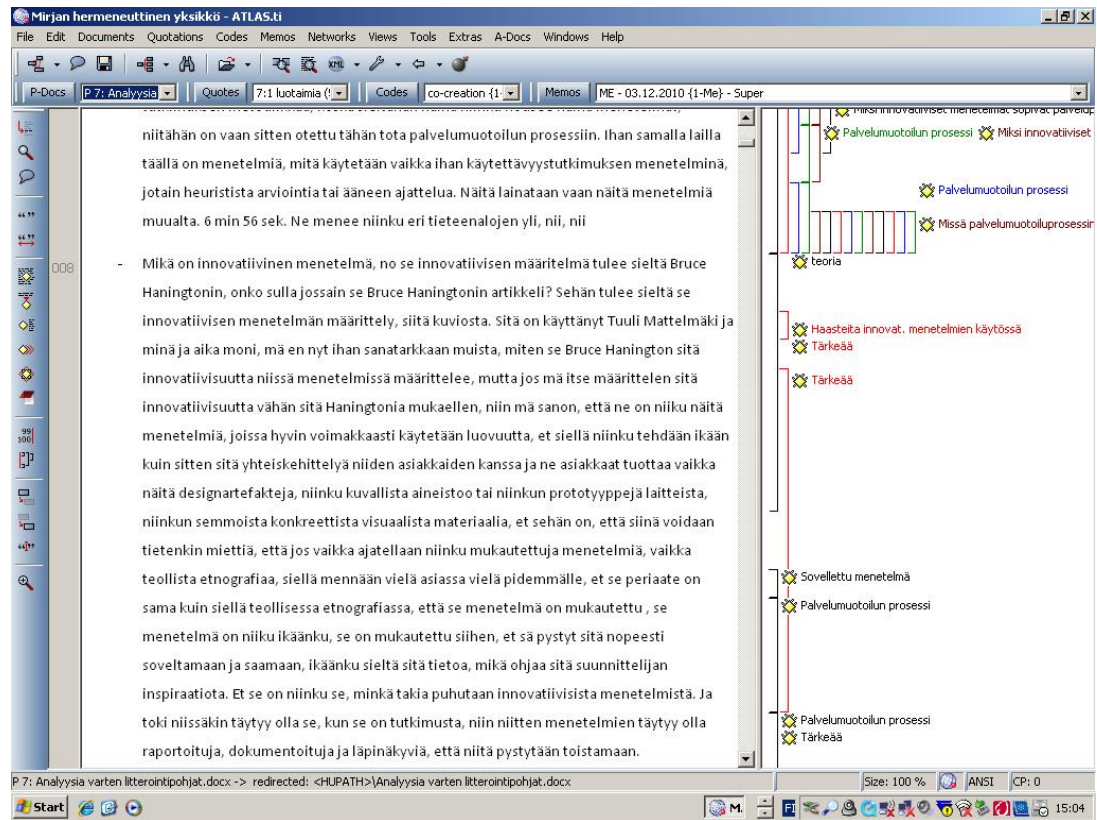 Mirjan hermeneuttinen yksikkö - ATLAS.ti
File Edit Documents Quotations Codes Memos Networks Views Tools Extras A-Docs Windows Help
XML
P-Docs P 7: Analyysia Quotes 7:1 luotaimia ( Codes co-creation {1- Memos ME - 03.12.2010 {1-Me} - Super
niitähän on vaan sitten otettu tähän tota palvelumuotoilun prosessiin. Ihan samalla lailla
täällä on menetelmiä, mitä käytetään vaikka ihan käytettävyystutkimuksen menetelminä,
jotain heuristista arviointia tai ääneen ajattelua. Näitä lainataan vaan näitä menetelmiä
muualta. 6 min 56 sek. Ne menee niinku eri tieteenalojen yli, nii, nii
008 - Mikä on innovatiivinen menetelmä, no se innovatiivisen määritelmä tulee sieltä Bruce
Haningtonin, onko sulla jossain se Bruce Haningtonin artikkeli? Sehän tulee sieltä se
innovatiivisen menetelmän määrittely, siitä kuviosta. Sitä on käyttänyt Tuuli Mattelmäki ja
minä ja aika moni, mä en nyt ihan sanatarkkaan muista, miten se Bruce Hanington sitä
innovatiivisuutta niissä menetelmissä määrittelee, mutta jos mä itse määrittelen sitä
innovatiivisuutta vähän sitä Haningtonia mukaellen, niin mä sanon, että ne on niiku näitä
menetelmiä, joissa hyvin voimakkaasti käytetään luovuutta, et siellä niinku tehdään ikään
kuin sitten sitä yhteiskehittelyä niiden asiakkaiden kanssa ja ne asiakkaat tuottaa vaikka
näitä designartefakteja, niinku kuvallista aineistoo tai niinkun prototyyppejä laitteista,
niinkun semmoista konkreettista visuaalista materiaalia, et sehän on, että siinä voidaan
tietenkin miettiä, että jos vaikka ajatellaan niinku mukautettuja menetelmiä, vaikka
teollista etnografiaa, siellä mennään vielä asiassa vielä pidemmälle, et se periaate on
sama kuin siellä teollisessa etnografiassa, että se menetelmä on mukautettu , se
menetelmä on niiku ikäänku, se on mukautettu siihen, et sä pystyt sitä nopeesti
soveltamaan ja saamaan, ikäänku sieltä sitä tietoa, mikä ohjaa sitä suunnittelijan
inspiraatiota. Et se on niinku se, minkä takia puhutaan innovatiivisista menetelmistä. Ja
toki niissäkin täytyy olla se, kun se on tutkimusta, niin niitten menetelmien täytyy olla
raportoituja, dokumentoituja ja läpinäkyviä, että niitä pystytään toistamaan.
Miksi innovatiiviset menetelmät sopivat palvelup
Palvelumuotoilun prosessi Miksi innovatiiviset
Palvelumuotoilun prosessi
Missä palvelumuotoiluprosessin
teoria
Haasteita innovat. menetelmien käytössä
Tärkeää
Tärkeää
Sovellettu menetelmä
Palvelumuotoilun prosessi
Palvelumuotoilun prosessi
Tärkeää
P 7: Analyysia varten litterointipohjat.docx -> redirected: <HUPATH>\Analyysia varten litterointipohjat.docx
Size: 100 % ANSI CP: 0
Start M. FI 15:04